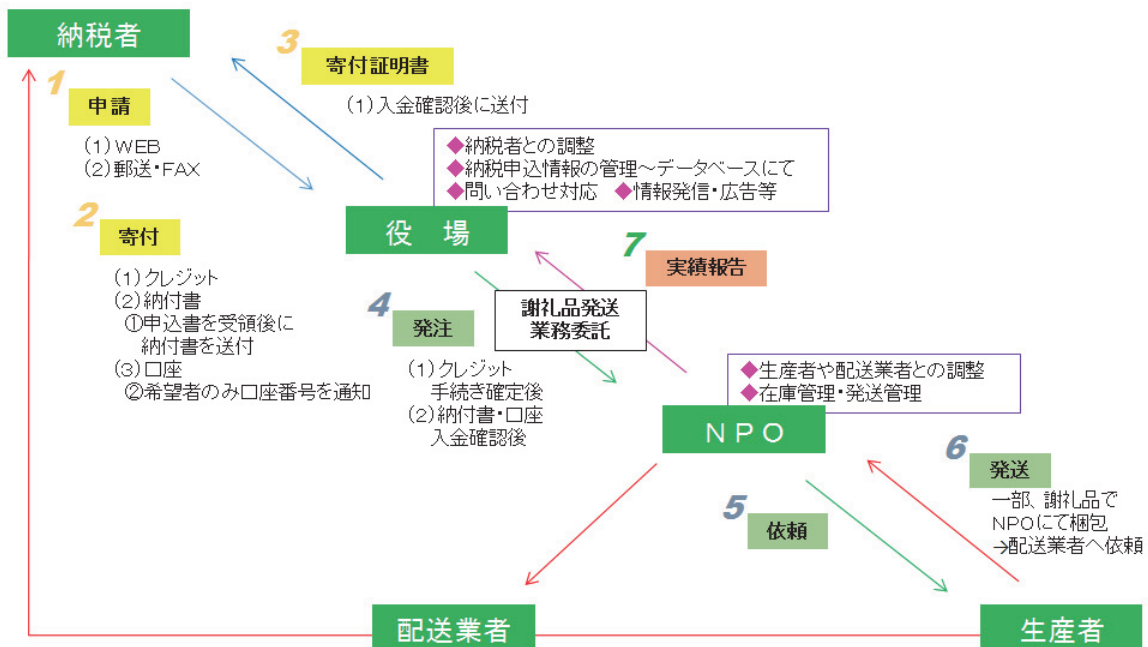 納税者
1
申請
(1)WEB
(2)郵送・FAX
2
寄付
(1)クレジット
(2)納付書
①申込書を受領後に
納付書を送付
(3)口座
②希望者のみ口座番号を通知
3
寄付証明書
(1)入金確認後に送付
◆納税者との調整
◆納税申込情報の管理~データベースにて
◆問い合わせ対応 ◆情報発信・広告等
役 場
4
発注
(1)クレジット
手続き確定後
(2)納付書・口座
入金確認後
謝礼品発送
業務委託
7
実績報告
◆生産者や配送業者との調整
◆在庫管理・発送管理
NPO
5
依頼
6
発送
一部、謝礼品で
NPOにて梱包
→配送業者へ依頼
配送業者
生産者